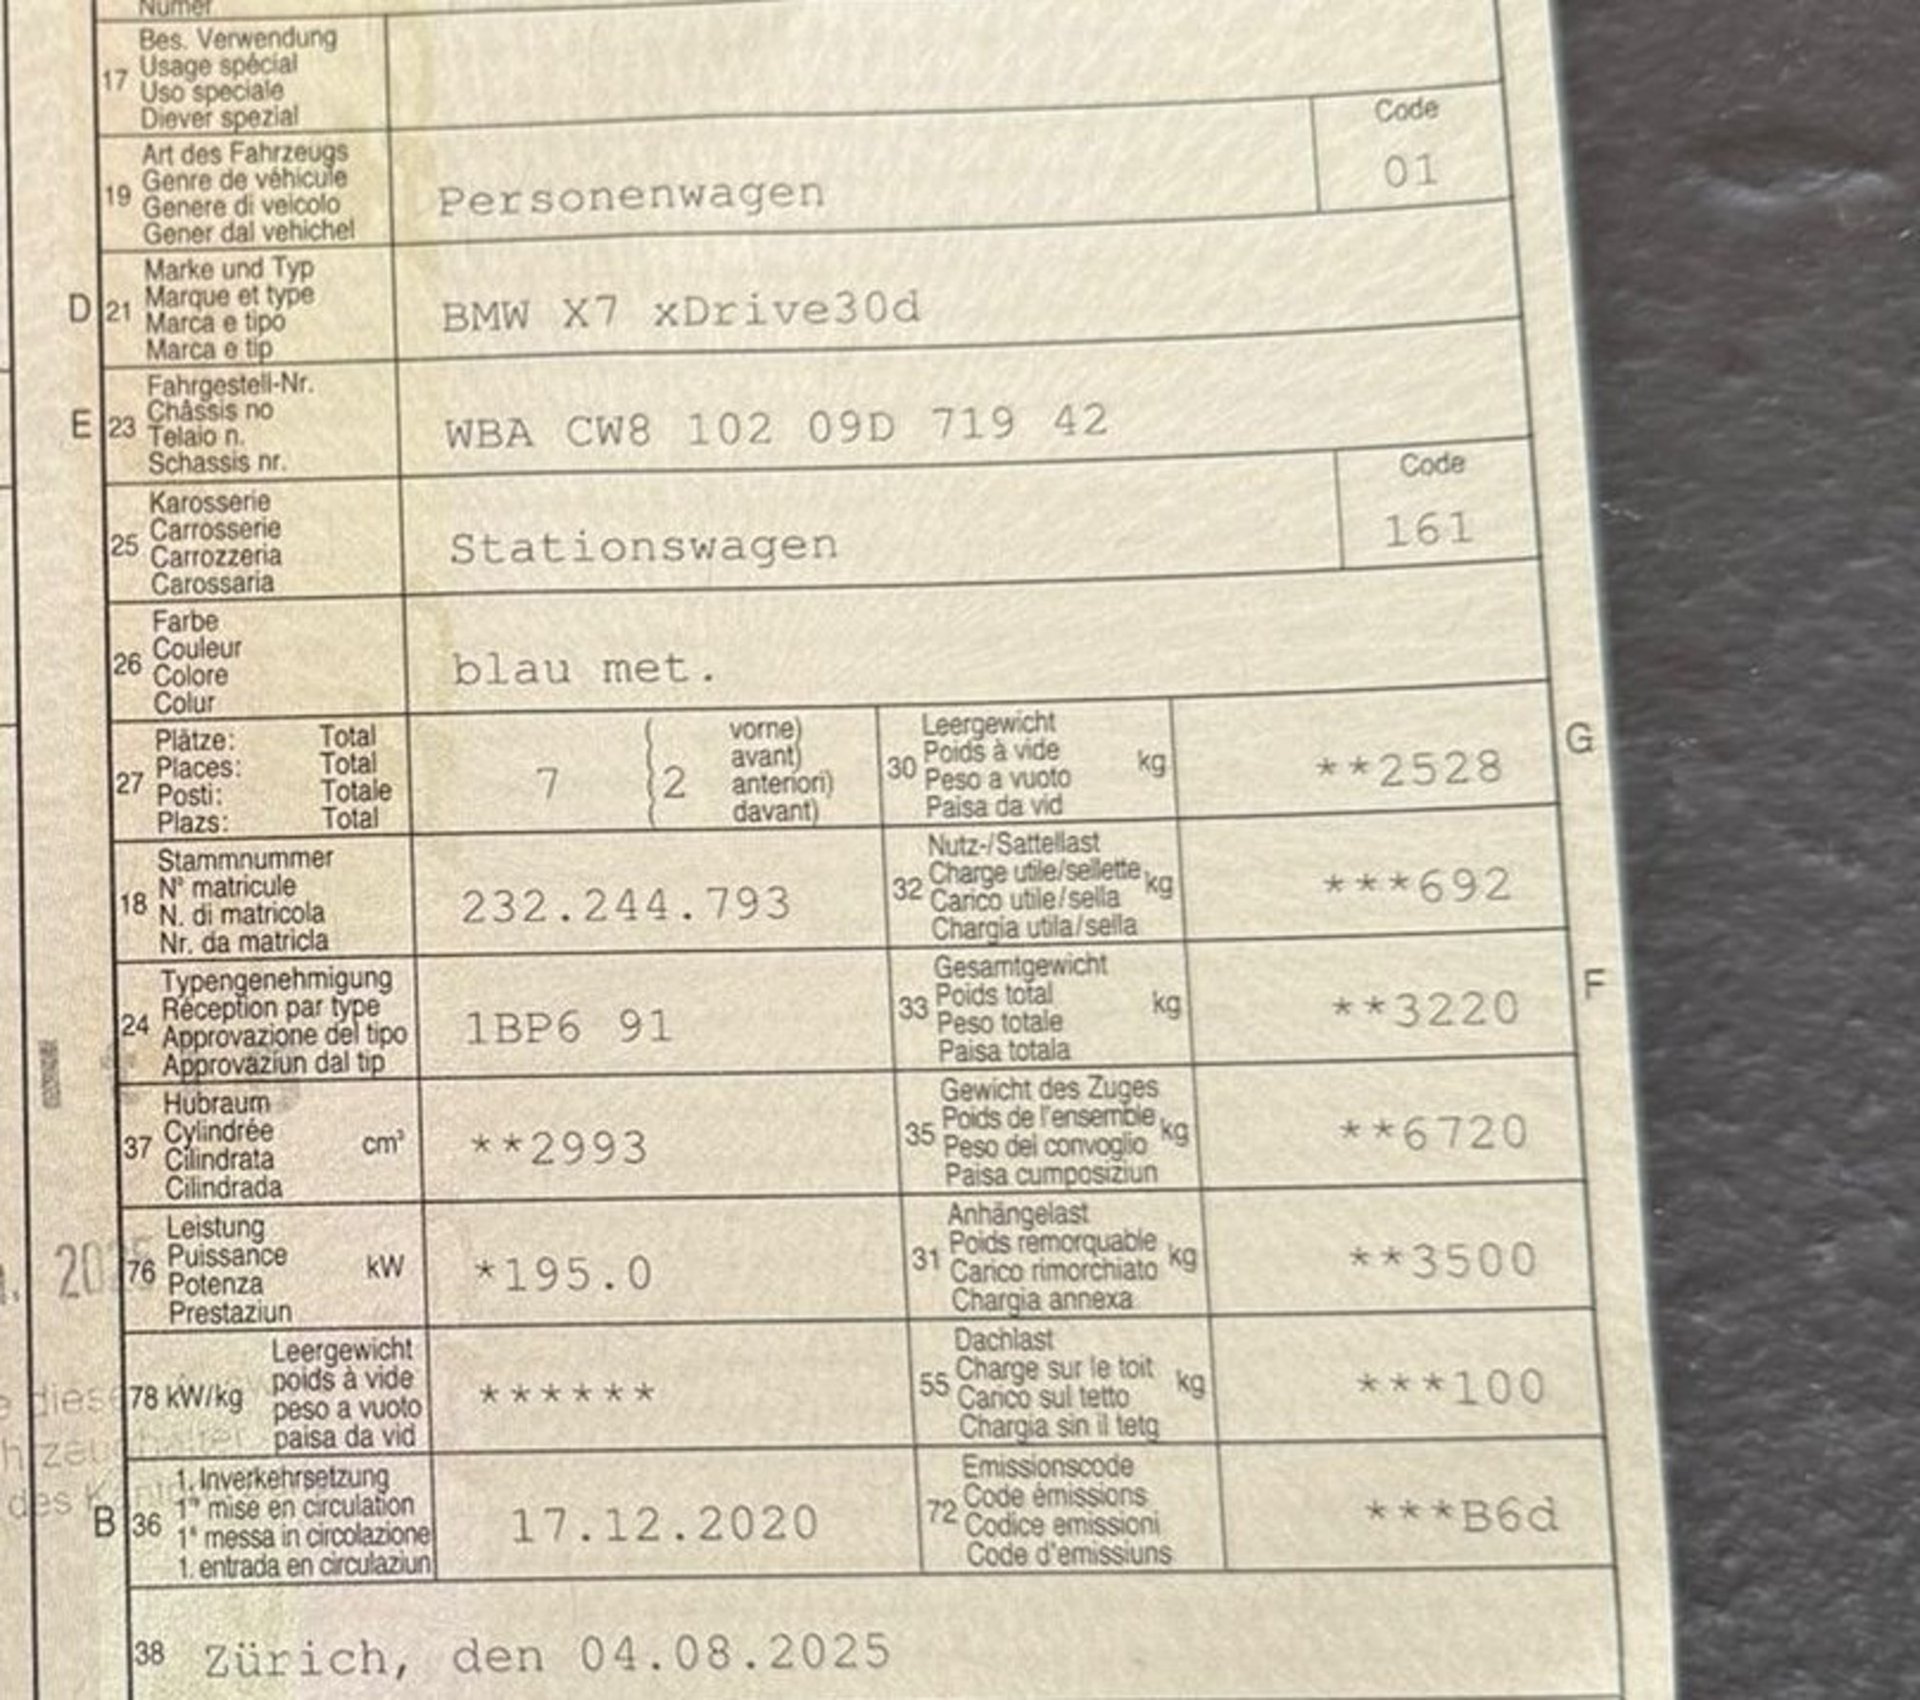 Numer
17 Bes. Verwendung
Usage spécial
Uso speciale
Diever spezial
19 Art des Fahrzeugs
Genre de véhicule
Genere di veicolo
Gener dal vehichel
Personenwagen
Code
01
D 21 Marke und Typ
Marque et type
Marca e tipo
Marca e tip
BMW X7 xDrive30d
E 23 Fahrgestell-Nr.
Châssis no
Telaio n.
Schassis nr.
WBA CW8 102 09D 719 42
25 Karosserie
Carrosserie
Carrozzeria
Carossaria
Stationswagen
Code
161
26 Farbe
Couleur
Colore
Colur
blau met.
27 Plätze: Total
Places: Total
Posti: Totale
Plazs: Total
7
2
vorne)
avant)
anteriori)
davant)
30 Leergewicht
Poids à vide
Peso a vuoto
Paisa da vid
kg
**2528
G
18 Stammnummer
N° matricule
N. di matricola
Nr. da matricla
232.244.793
32 Nutz-/Sattellast
Charge utile/sellette
Carico utile/sella
Chargia utila/sella
kg
***692
24 Typengenehmigung
Réception par type
Approvazione del tipo
Approvaziun dal tip
1BP6 91
33 Gesamtgewicht
Poids total
Peso totale
Paisa totala
kg
**3220
F
37 Hubraum
Cylindrée
Cilindrata
Cilindrada
cm³
**2993
35 Gewicht des Zuges
Poids de l'ensemble
Peso del convoglio
Paisa cumposiziun
kg
**6720
76 Leistung
Puissance
Potenza
Prestaziun
kW
*195.0
31 Anhängelast
Poids remorquable
Carico rimorchiato
Chargia annexa
kg
**3500
78 kW/kg
Leergewicht
poids à vide
peso a vuoto
paisa da vid
******
55 Dachlast
Charge sur le toit
Carico sul tetto
Chargia sin il tetg
kg
***100
B 36 1. Inverkehrsetzung
1re mise en circulation
1a messa in circolazione
1. entrada en circulaziun
17.12.2020
72 Emissionscode
Code émissions
Codice emissioni
Code d'emissiuns
***B6d
38 Zürich, den 04.08.2025